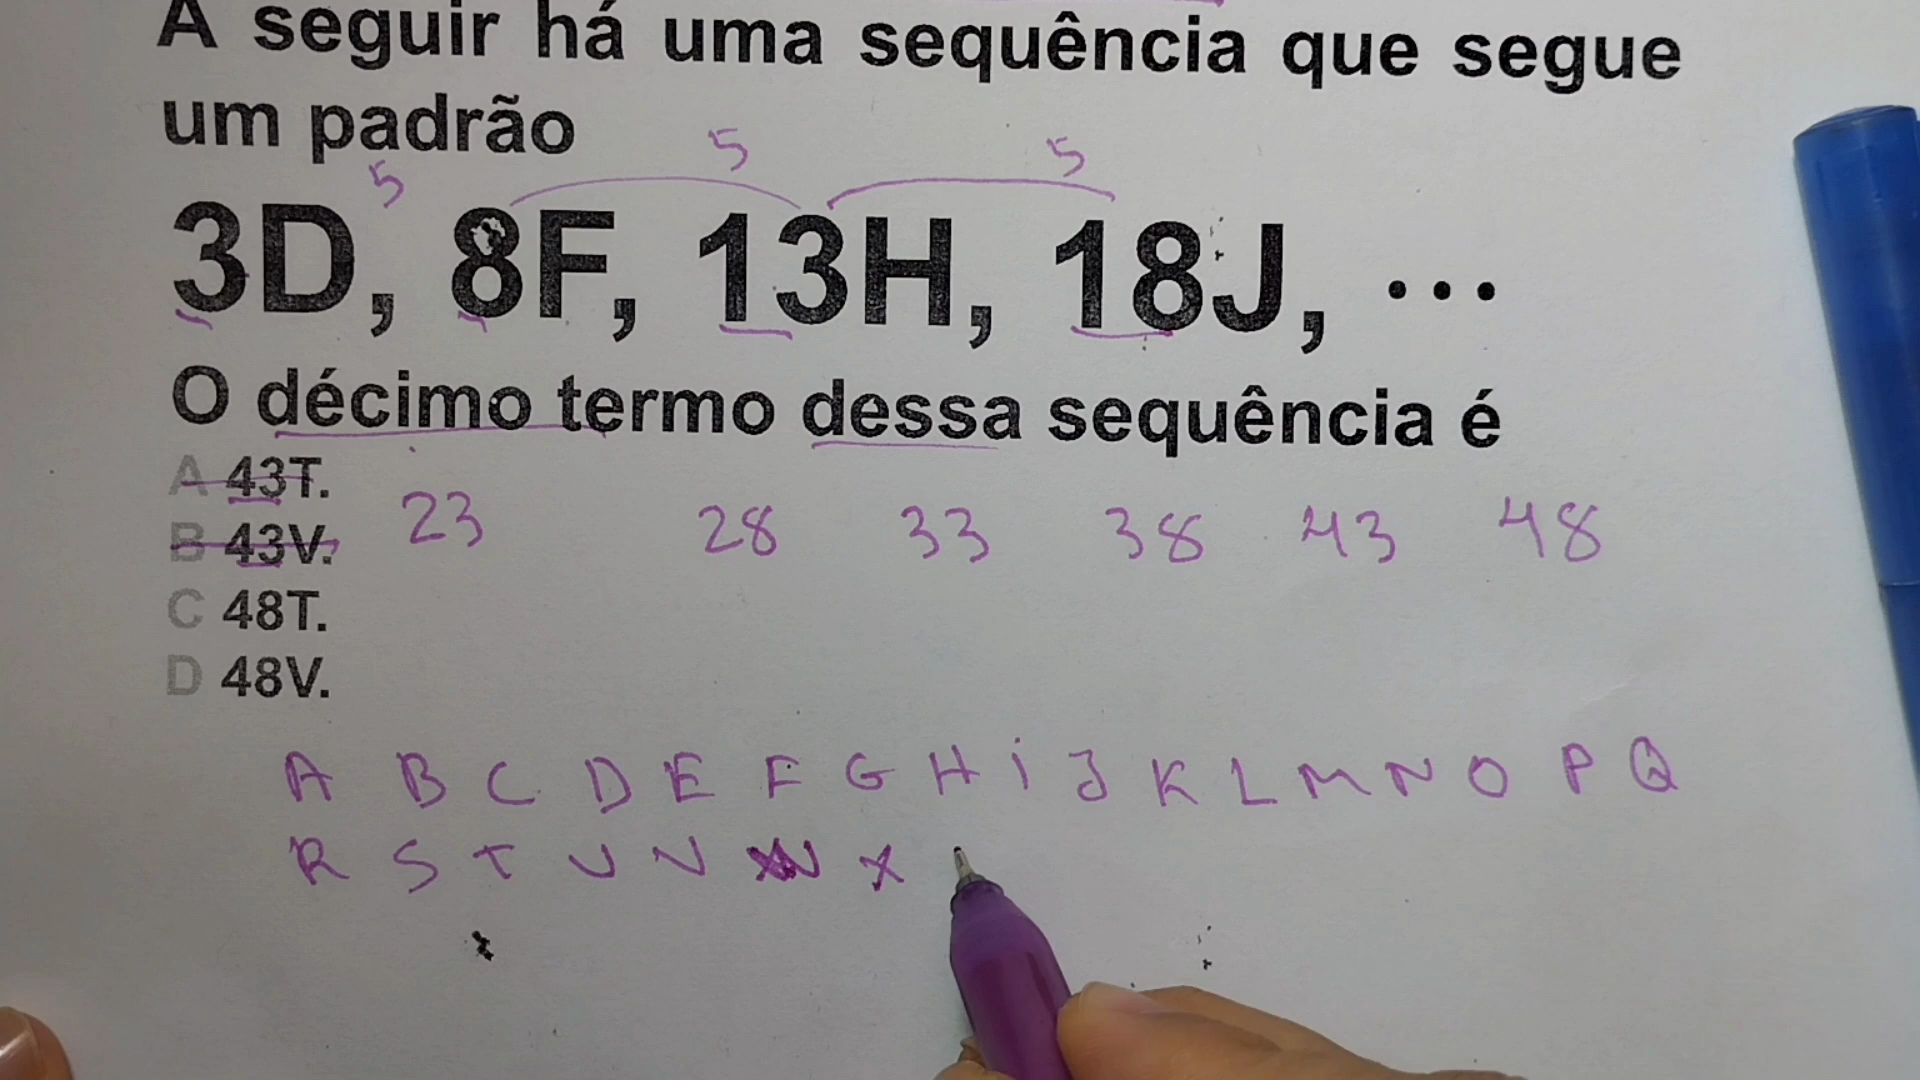 A seguir há uma sequência que segue
um padrão
5 5 5
3D, 8F, 13H, 18J, ...
O décimo termo dessa sequência é
A 43T.
B 43V.
23 28 33 38 43 48
C 48T.
D 48V.
A B C D E F G H i J K L M N O P Q
R S T U V W X